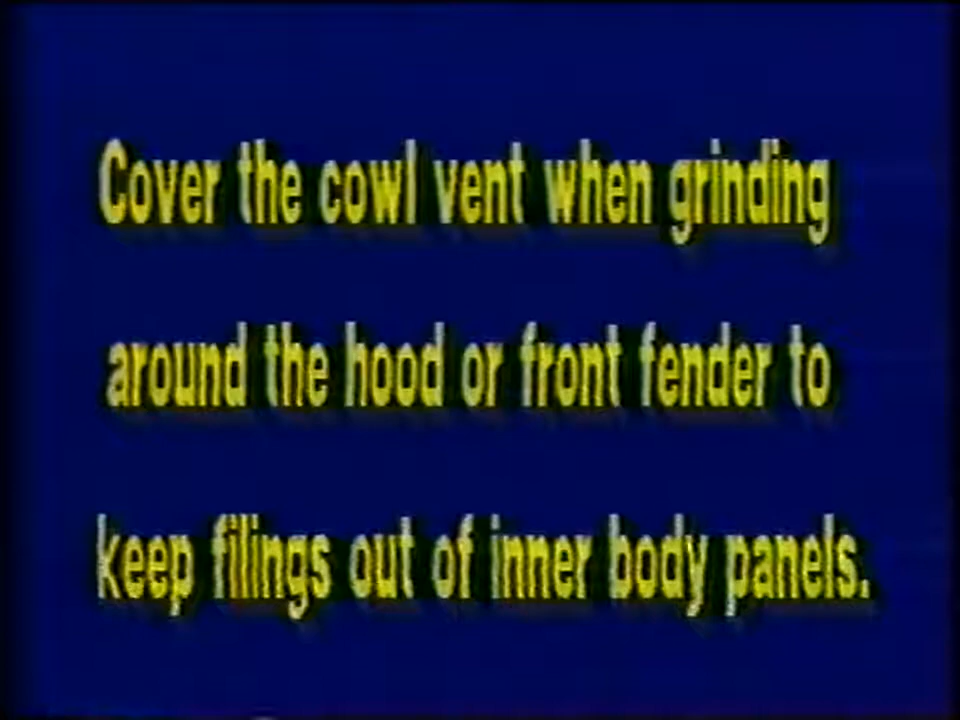 Cover the cowl vent when grinding
around the hood or front fender to
keep filings out of inner body panels.